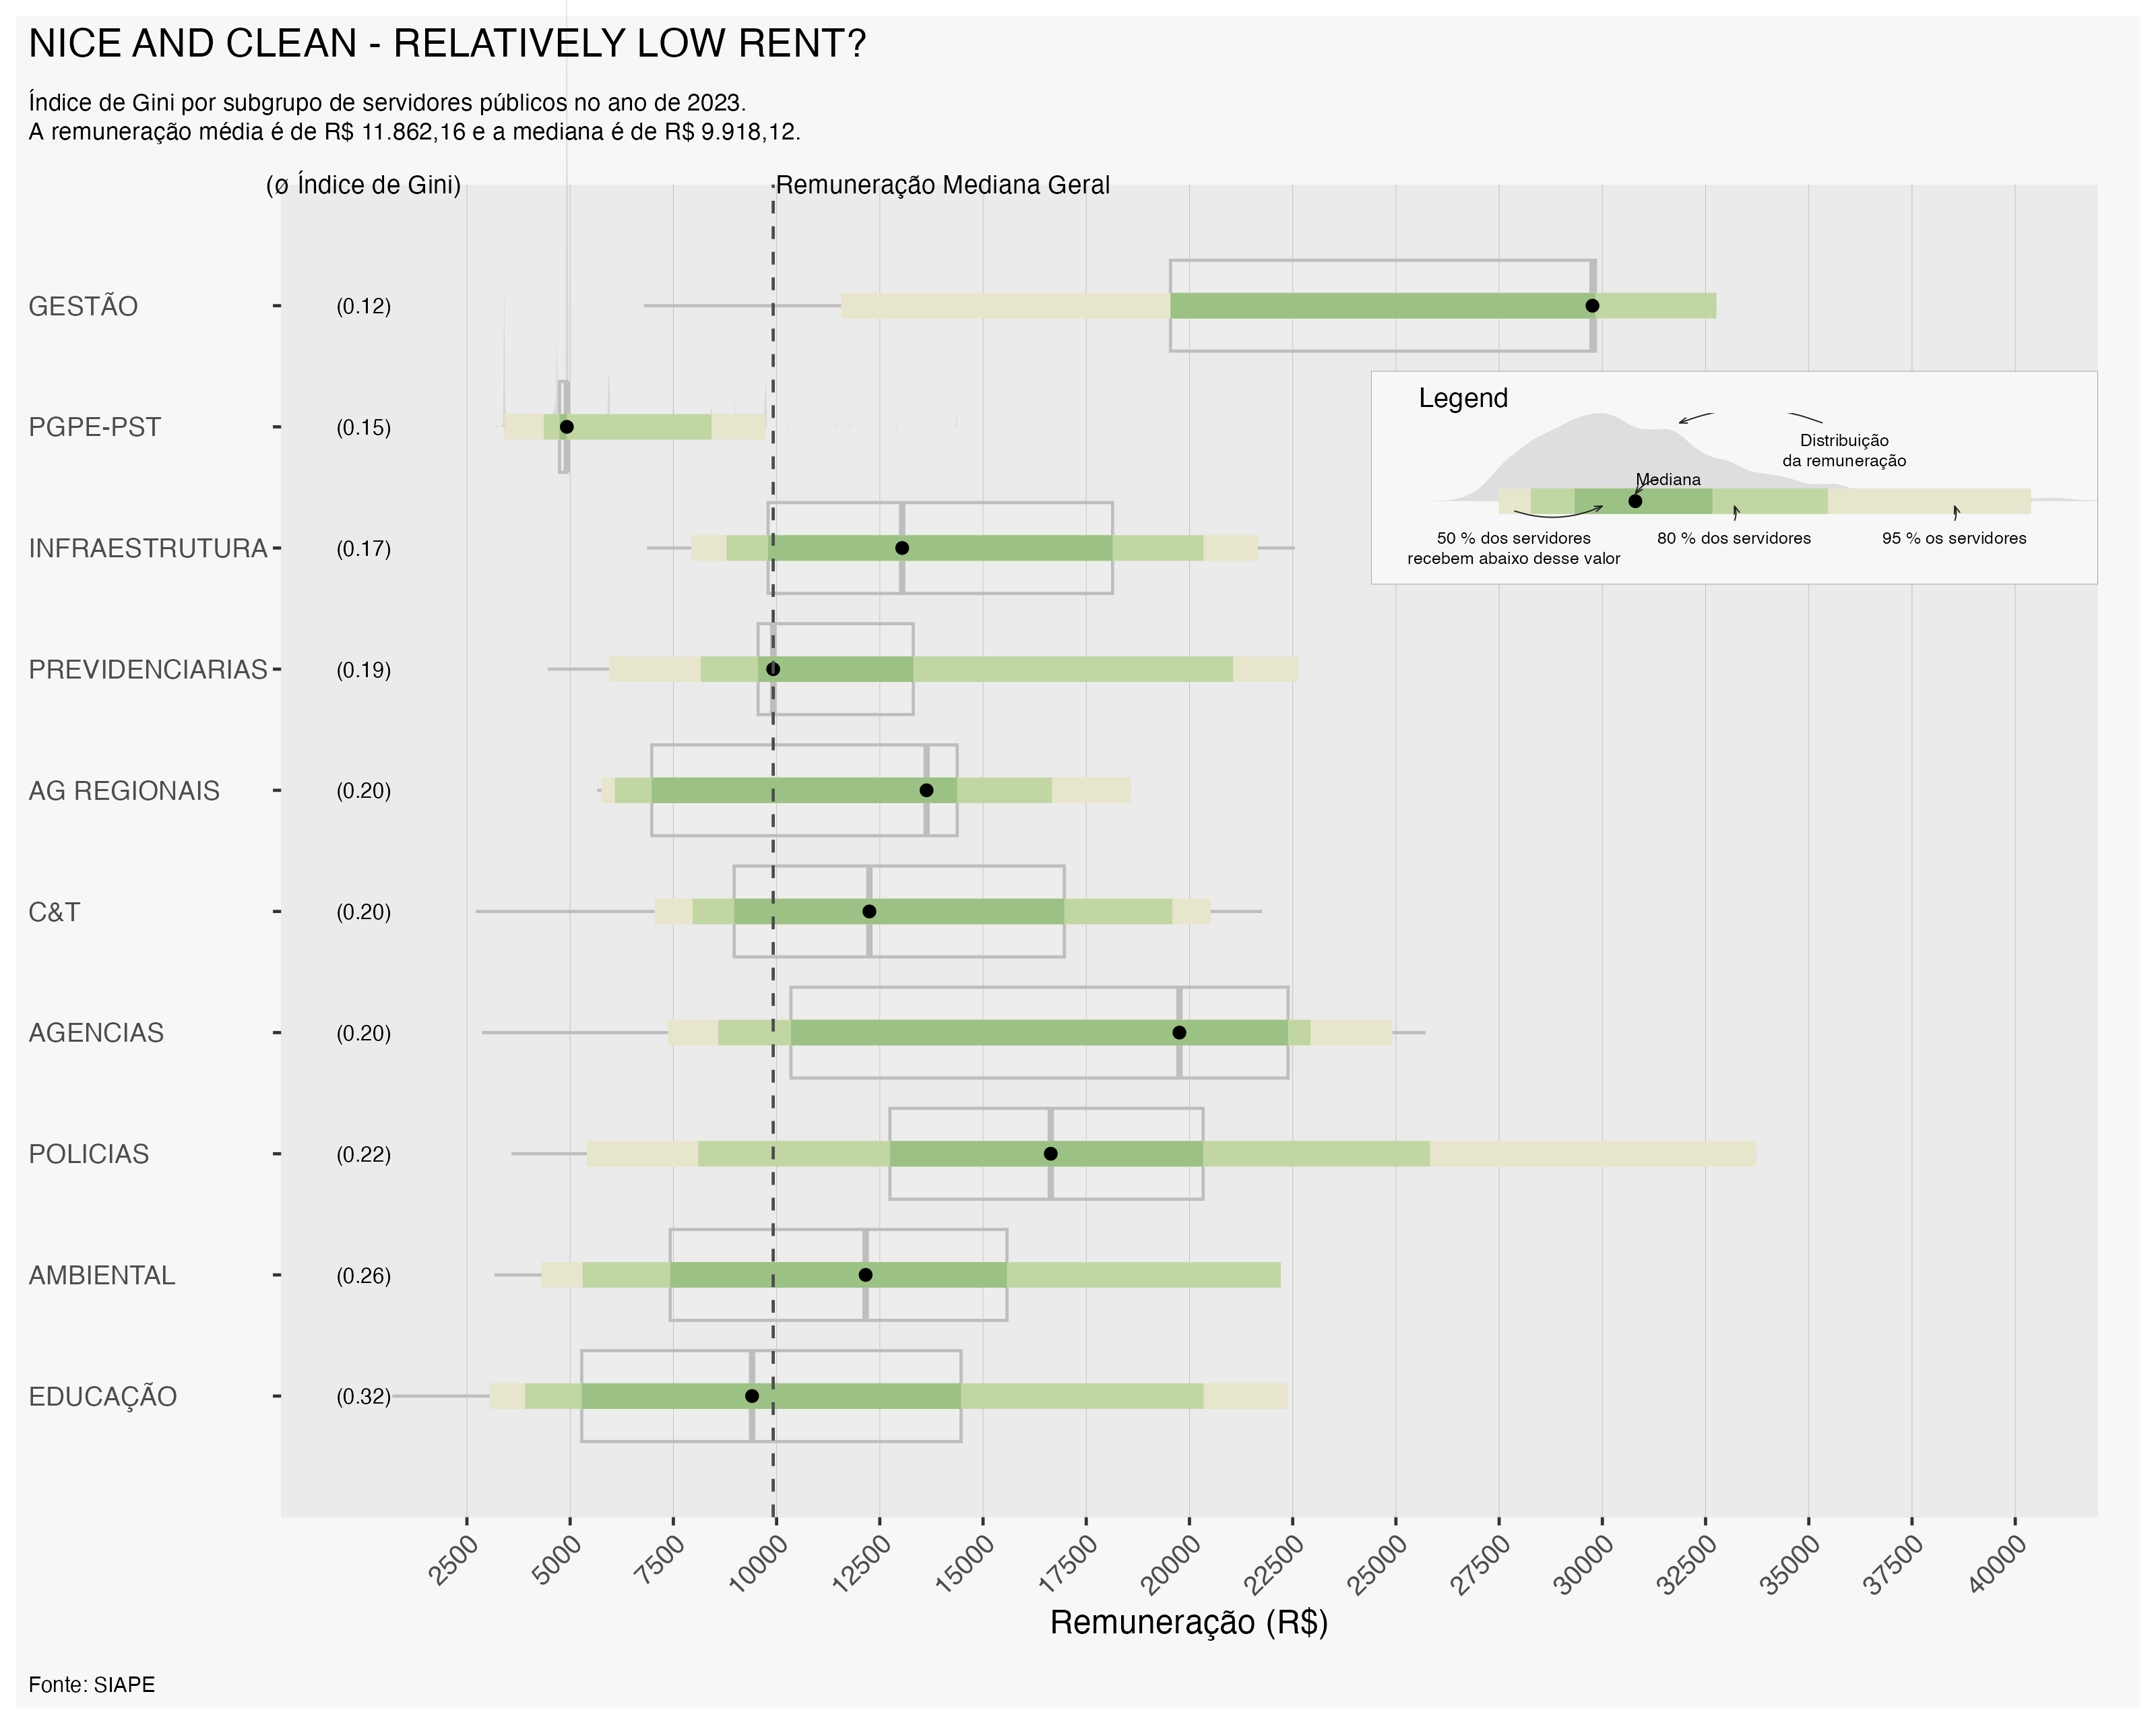 NICE AND CLEAN - RELATIVELY LOW RENT?
Índice de Gini por subgrupo de servidores públicos no ano de 2023.
A remuneração média é de R$ 11.862,16 e a mediana é de R$ 9.918,12.
(ø Índice de Gini)
Remuneração Mediana Geral
GESTÃO (0.12)
PGPE-PST (0.15)
INFRAESTRUTURA (0.17)
PREVIDENCIARIAS (0.19)
AG REGIONAIS (0.20)
C&T (0.20)
AGENCIAS (0.20)
POLICIAS (0.22)
AMBIENTAL (0.26)
EDUCAÇÃO (0.32)
Legend
Distribuição
da remuneração
Mediana
50 % dos servidores
recebem abaixo desse valor
80 % dos servidores
95 % os servidores
2500 5000 7500 10000 12500 15000 17500 20000 22500 25000 27500 30000 32500 35000 37500 40000
Remuneração (R$)
Fonte: SIAPE